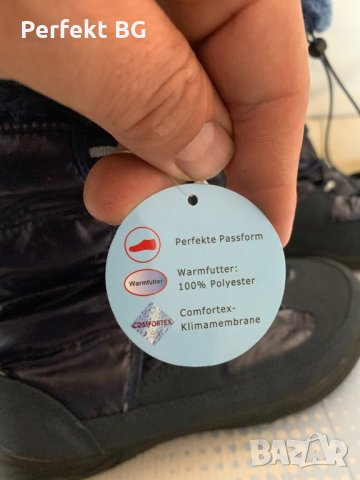 Perfekt BG
Perfekte Passform
Warmfutter
Warmfutter:
100% Polyester
COMFORTEX
Comfortex-
Klimamembrane
BAZAR